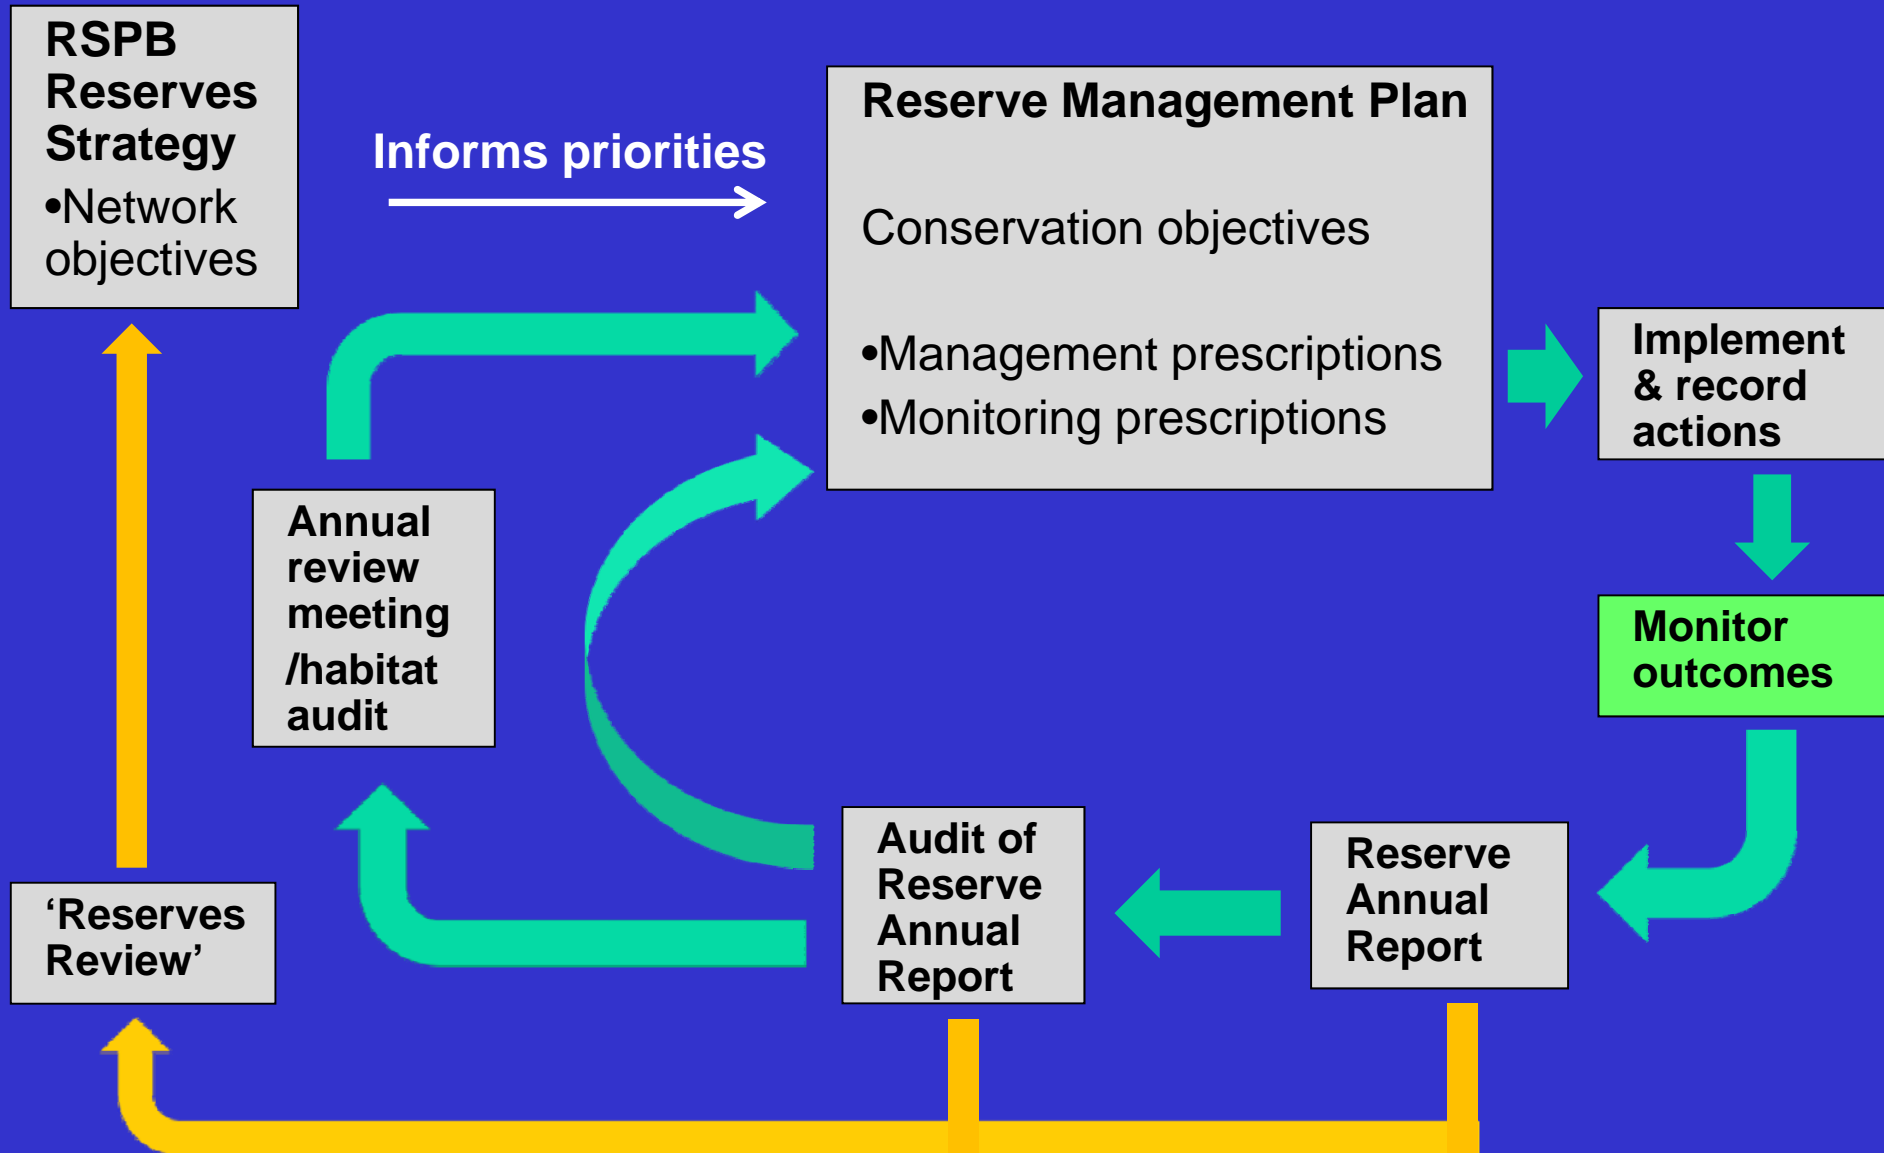 RSPB
Reserves
Strategy
•Network
objectives
Informs priorities
Reserve Management Plan
Conservation objectives
•Management prescriptions
•Monitoring prescriptions
Implement
& record
actions
Monitor
outcomes
Reserve
Annual
Report
Audit of
Reserve
Annual
Report
Annual
review
meeting
/habitat
audit
‘Reserves
Review’